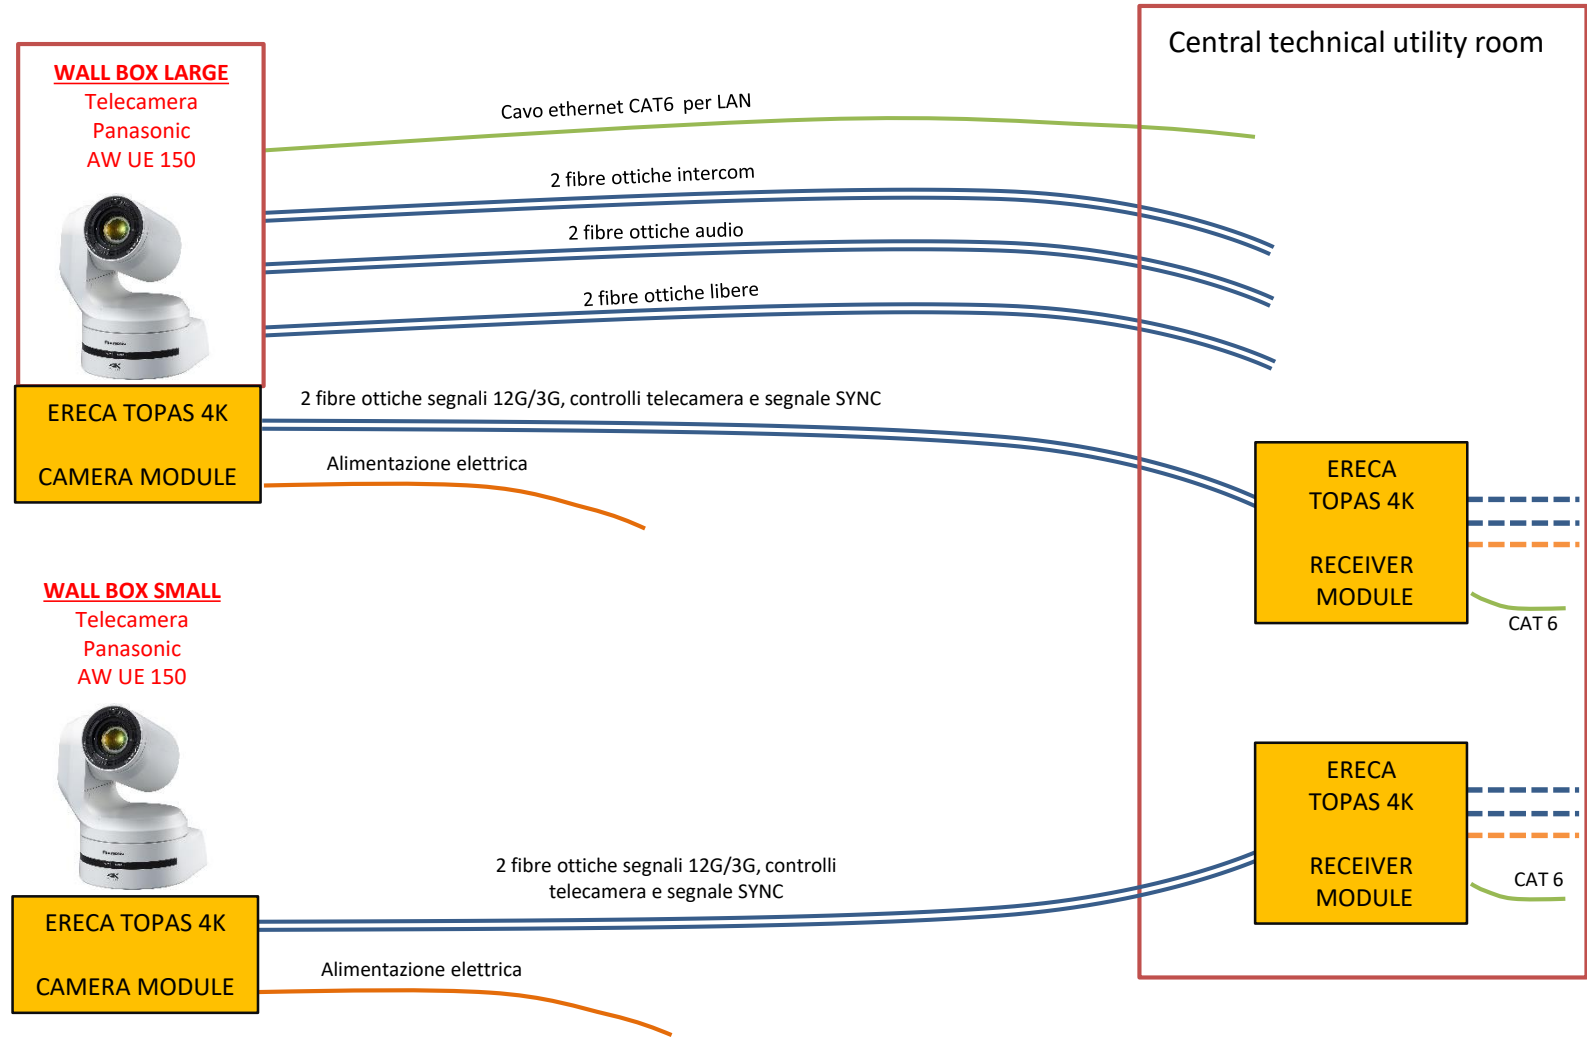 Central technical utility room
WALL BOX LARGE
Telecamera
Panasonic
AW UE 150
Cavo ethernet CAT6 per LAN
2 fibre ottiche intercom
2 fibre ottiche audio
2 fibre ottiche libere
ERECA TOPAS 4K
CAMERA MODULE
2 fibre ottiche segnali 12G/3G, controlli telecamera e segnale SYNC
Alimentazione elettrica
ERECA
TOPAS 4K
RECEIVER
MODULE
CAT 6
WALL BOX SMALL
Telecamera
Panasonic
AW UE 150
ERECA TOPAS 4K
CAMERA MODULE
2 fibre ottiche segnali 12G/3G, controlli
telecamera e segnale SYNC
Alimentazione elettrica
ERECA
TOPAS 4K
RECEIVER
MODULE
CAT 6